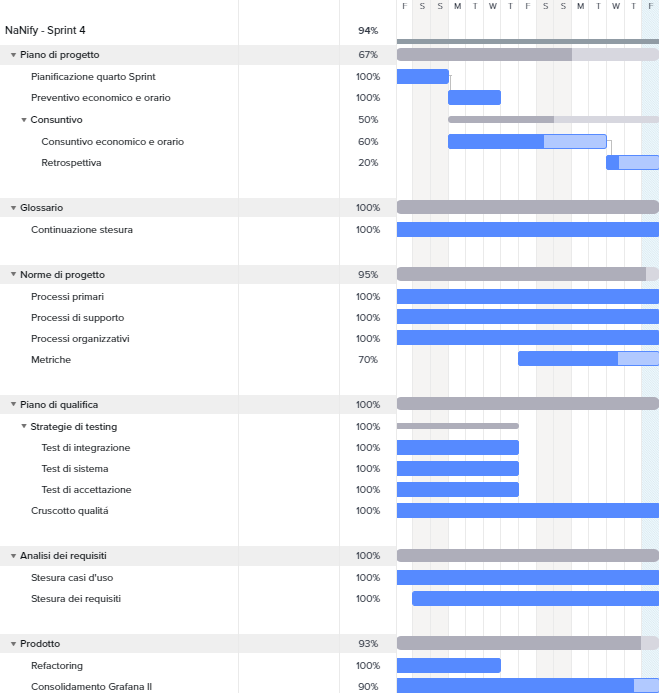 F S S M T W T F S S M T W T F
NaNify - Sprint 4 94%
Piano di progetto 67%
Pianificazione quarto Sprint 100%
Preventivo economico e orario 100%
Consuntivo 50%
Consuntivo economico e orario 60%
Retrospettiva 20%
Glossario 100%
Continuazione stesura 100%
Norme di progetto 95%
Processi primari 100%
Processi di supporto 100%
Processi organizzativi 100%
Metriche 70%
Piano di qualifica 100%
Strategie di testing 100%
Test di integrazione 100%
Test di sistema 100%
Test di accettazione 100%
Cruscotto qualitá 100%
Analisi dei requisiti 100%
Stesura casi d'uso 100%
Stesura dei requisiti 100%
Prodotto 93%
Refactoring 100%
Consolidamento Grafana II 90%